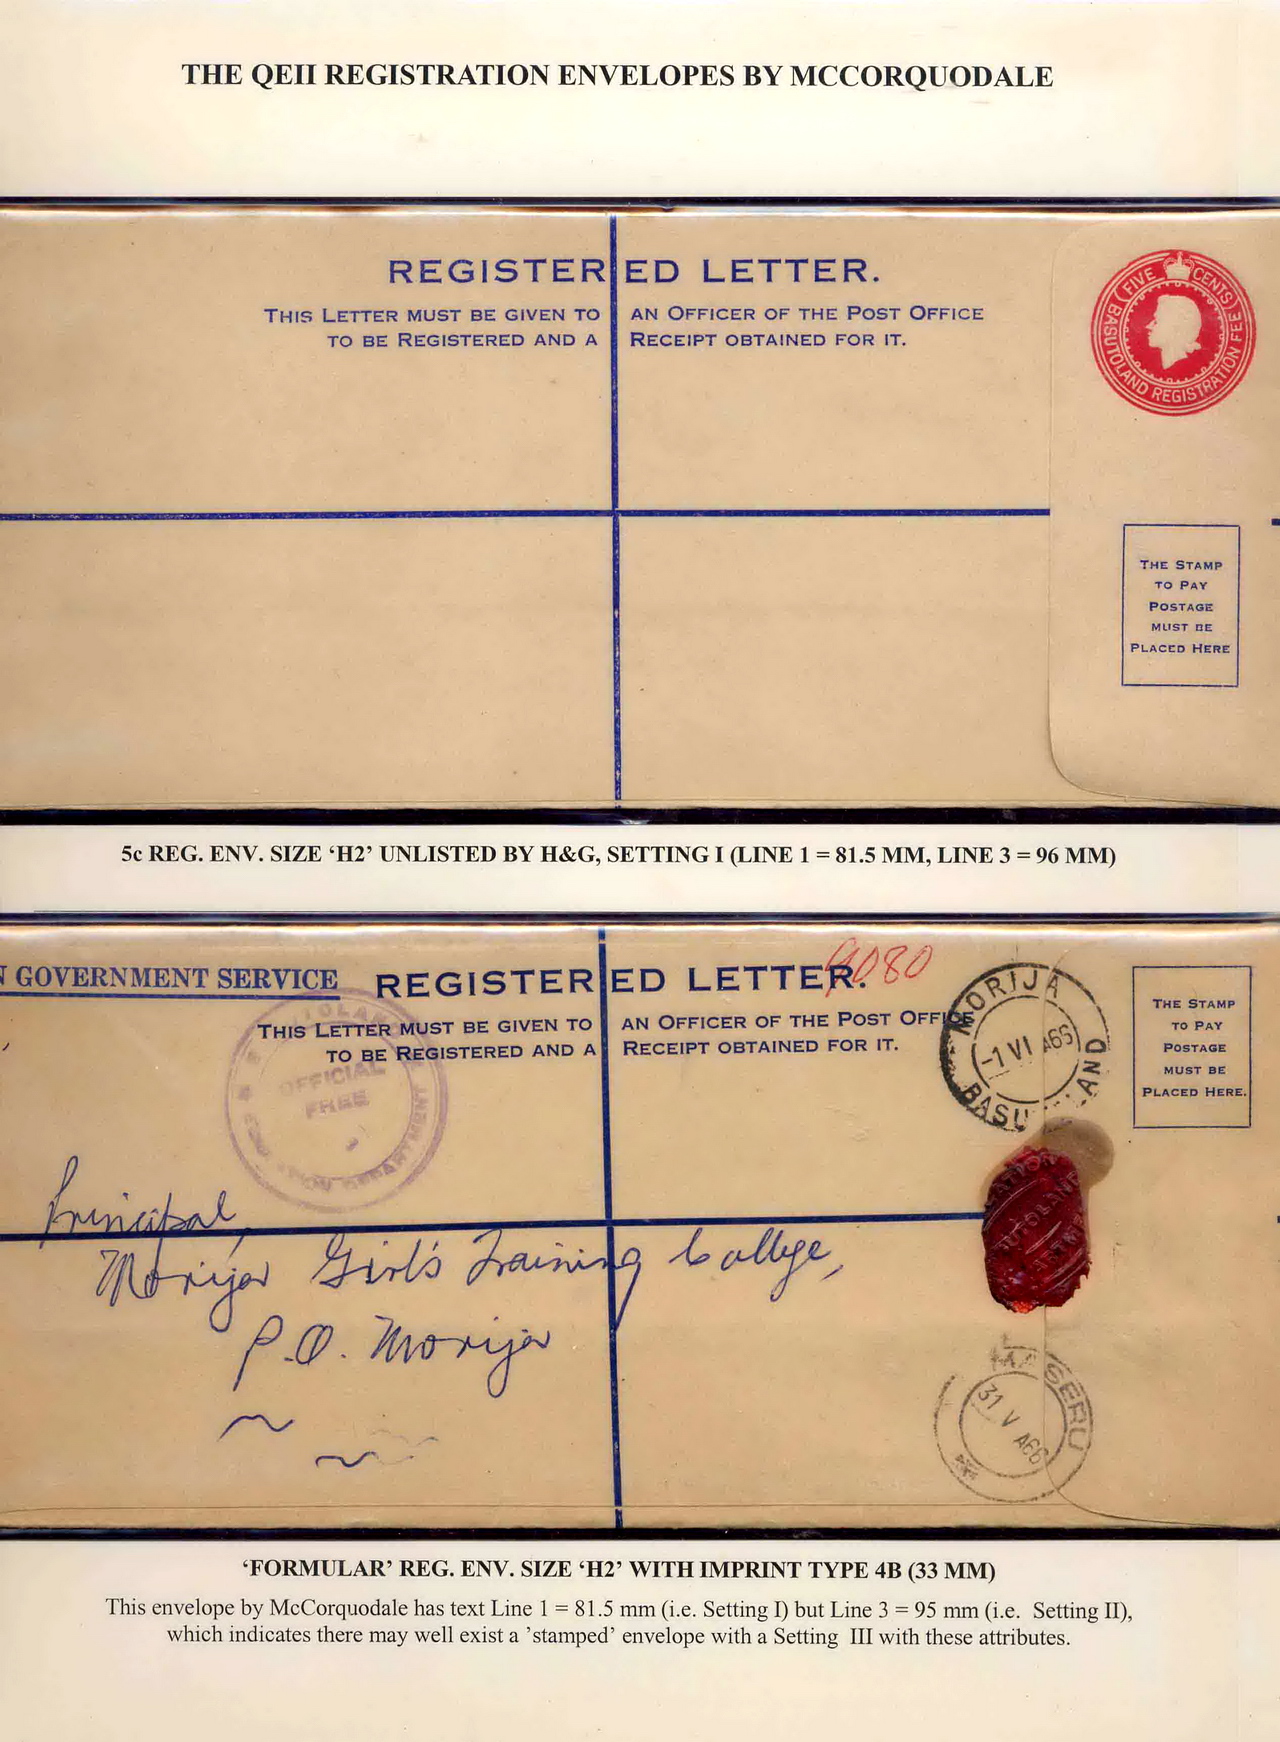 THE QEII REGISTRATION ENVELOPES BY MCCORQUODALE
REGISTERED LETTER.
THIS LETTER MUST BE GIVEN TO AN OFFICER OF THE POST OFFICE
TO BE REGISTERED AND A RECEIPT OBTAINED FOR IT.
FIVE CENTS
BASUTOLAND REGISTRATION FEE
THE STAMP
TO PAY
POSTAGE
MUST BE
PLACED HERE
5c REG. ENV. SIZE ‘H2’ UNLISTED BY H&G, SETTING I (LINE 1 = 81.5 MM, LINE 3 = 96 MM)
GOVERNMENT SERVICE
REGISTERED LETTER.
9080
THIS LETTER MUST BE GIVEN TO AN OFFICER OF THE POST OFFICE
TO BE REGISTERED AND A RECEIPT OBTAINED FOR IT.
OFFICIAL
FREE
DEPARTMENT
MORIJA
-1 VI
THE STAMP
TO PAY
POSTAGE
MUST BE
PLACED HERE.
Principal,
Morija Girl's Training College,
P.O. Morija
MASERU
31 V A66
‘FORMULAR’ REG. ENV. SIZE ‘H2’ WITH IMPRINT TYPE 4B (33 MM)
This envelope by McCorquodale has text Line 1 = 81.5 mm (i.e. Setting I) but Line 3 = 95 mm (i.e. Setting II),
which indicates there may well exist a ’stamped’ envelope with a Setting III with these attributes.